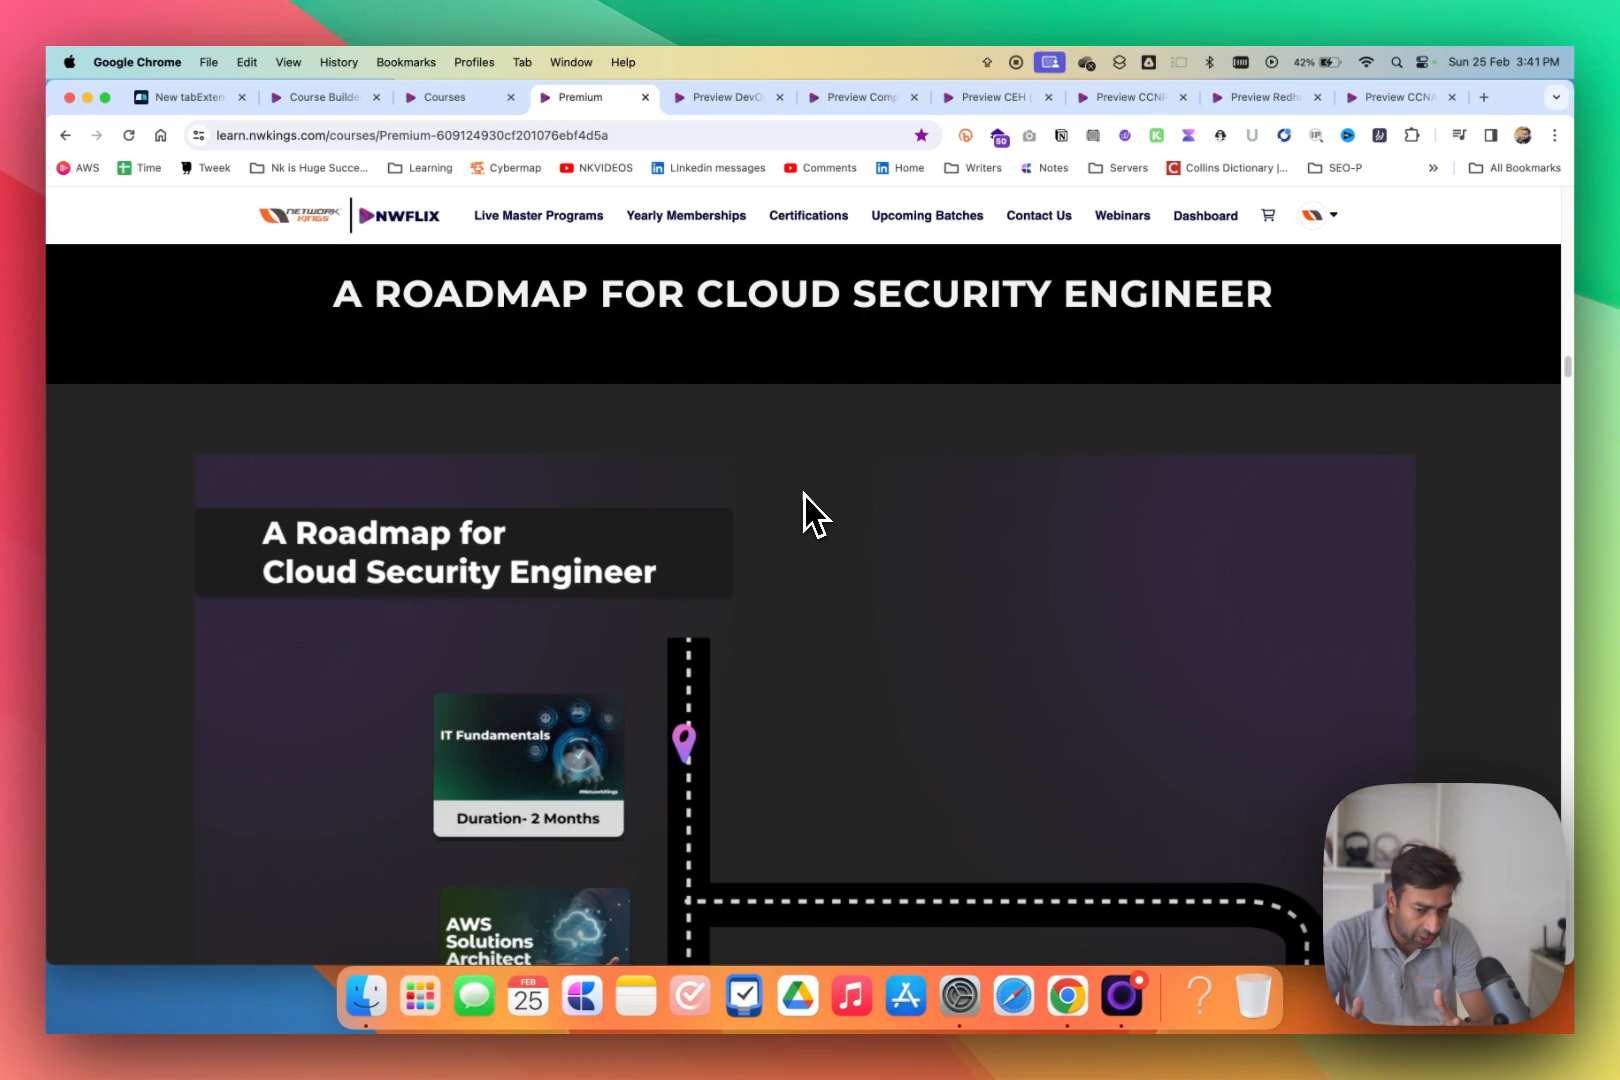 Google Chrome File Edit View History Bookmarks Profiles Tab Window Help
42% Sun 25 Feb 3:41 PM
New tabExten Course Builde Courses Premium Preview DevO Preview Comp Preview CEH ( Preview CCNP Preview Redh Preview CCNA
learn.nwkings.com/courses/Premium-609124930cf201076ebf4d5a
50
AWS Time Tweek Nk is Huge Succe... Learning Cybermap NKVIDEOS LInkedin messages Comments Home Writers Notes Servers Collins Dictionary |... SEO-P » All Bookmarks
NETWORK KINGS NWFLIX Live Master Programs Yearly Memberships Certifications Upcoming Batches Contact Us Webinars Dashboard
A ROADMAP FOR CLOUD SECURITY ENGINEER
A Roadmap for
Cloud Security Engineer
IT Fundamentals
#NetworkKings
Duration- 2 Months
AWS
Solutions
Architect
FEB
25